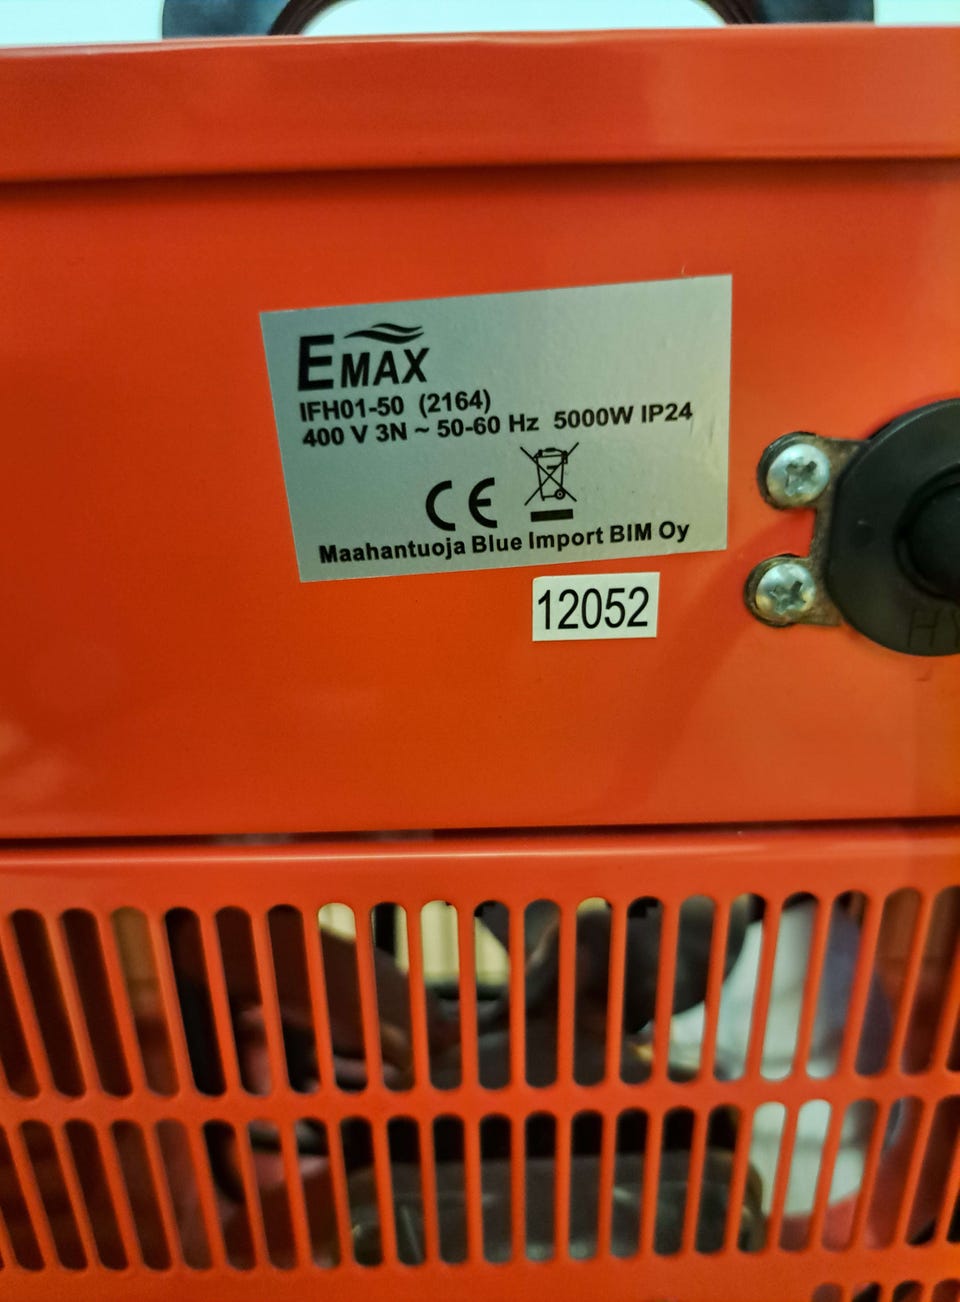 EMAX
IFH01-50 (2164)
400 V 3N ~ 50-60 Hz 5000W IP24
CE
Maahantuoja Blue Import BIM Oy
12052